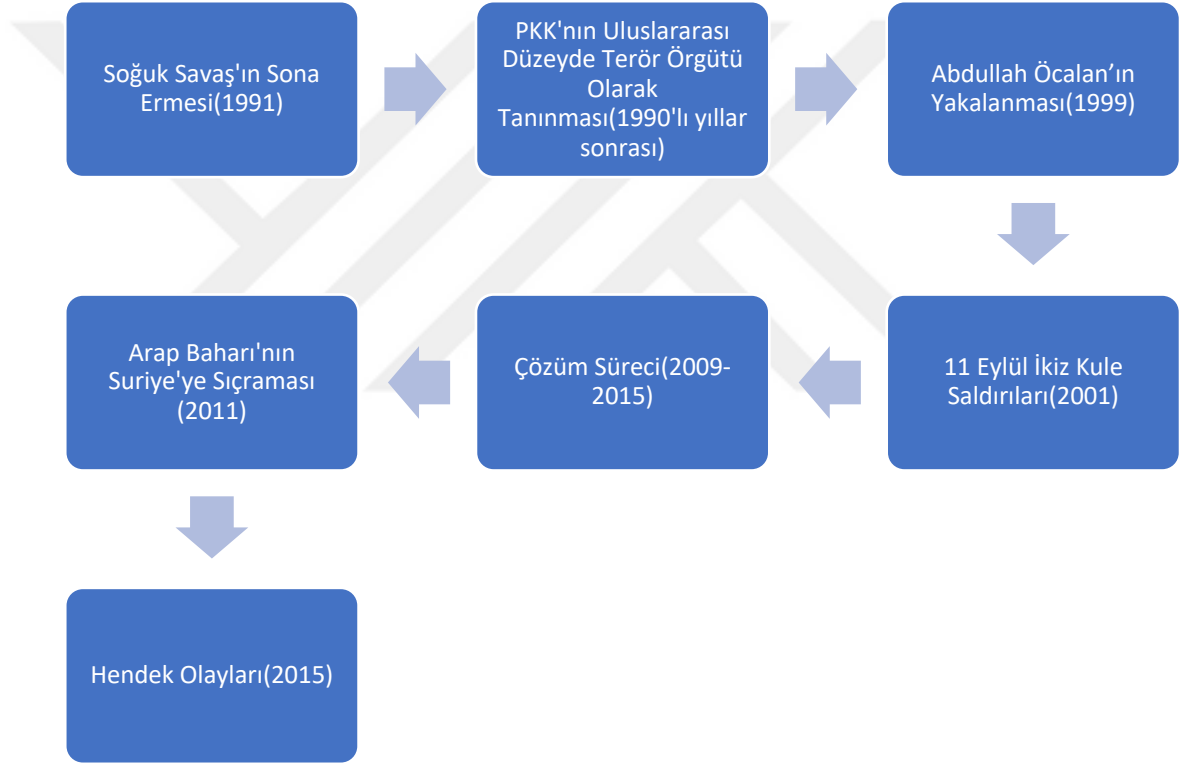 Soğuk Savaş'ın Sona
Ermesi(1991)
PKK'nın Uluslararası
Düzeyde Terör Örgütü
Olarak
Tanınması(1990'lı yıllar
sonrası)
Abdullah Öcalan’ın
Yakalanması(1999)
11 Eylül İkiz Kule
Saldırıları(2001)
Çözüm Süreci(2009-
2015)
Arap Baharı'nın
Suriye'ye Sıçraması
(2011)
Hendek Olayları(2015)